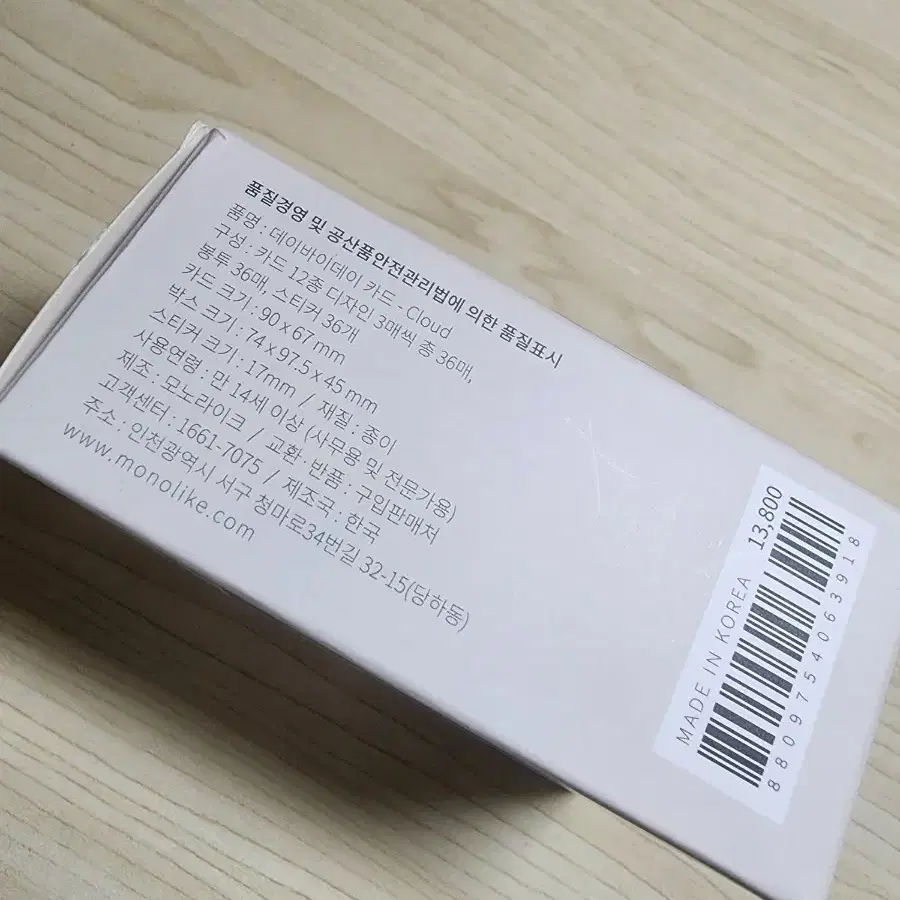 품질경영 및 공산품안전관리법에 의한 품질표시
품명 : 데이바이데이 카드 _ Cloud
구성 : 카드 12종 디자인 3매씩 총 36매,
봉투 36매, 스티커 36개
카드 크기 : 90 x 67 mm
박스 크기 : 74 x 97.5 x 45 mm
스티커 크기 : 17mm / 재질 : 종이
사용연령 : 만 14세 이상 (사무용 및 전문가용)
제조 : 모노라이크 / 교환·반품 : 구입판매처
고객센터 : 1661-7075 / 제조국 : 한국
주소 : 인천광역시 서구 청마로34번길 32-15(당하동)
www.monolike.com
MADE IN KOREA 13,800
8809754063918